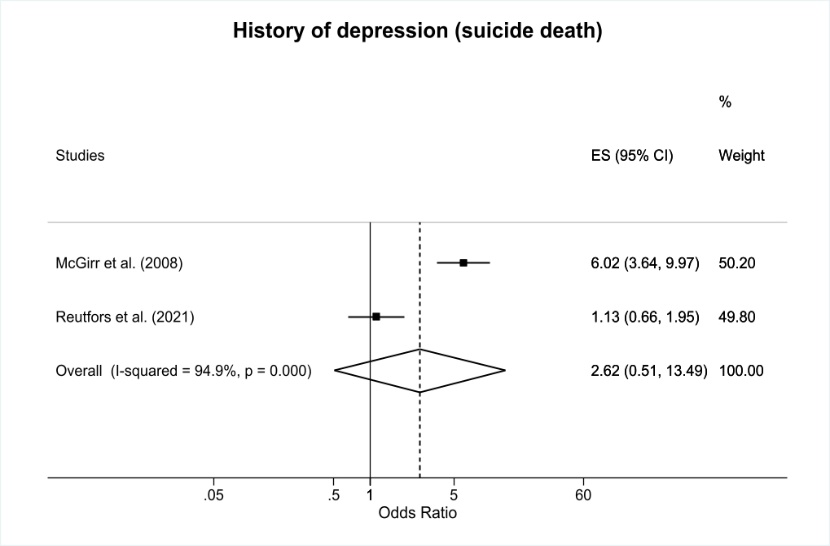 History of depression (suicide death)
%
Studies ES (95% CI) Weight
McGirr et al. (2008) 6.02 (3.64, 9.97) 50.20
Reutfors et al. (2021) 1.13 (0.66, 1.95) 49.80
Overall (I-squared = 94.9%, p = 0.000) 2.62 (0.51, 13.49) 100.00
.05 .5 1 5 60
Odds Ratio